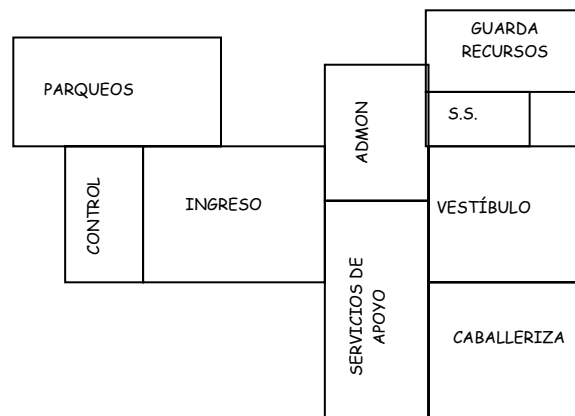 GUARDA
RECURSOS
PARQUEOS
S.S.
ADMON
CONTROL
INGRESO
VESTÍBULO
SERVICIOS DE
APOYO
CABALLERIZA